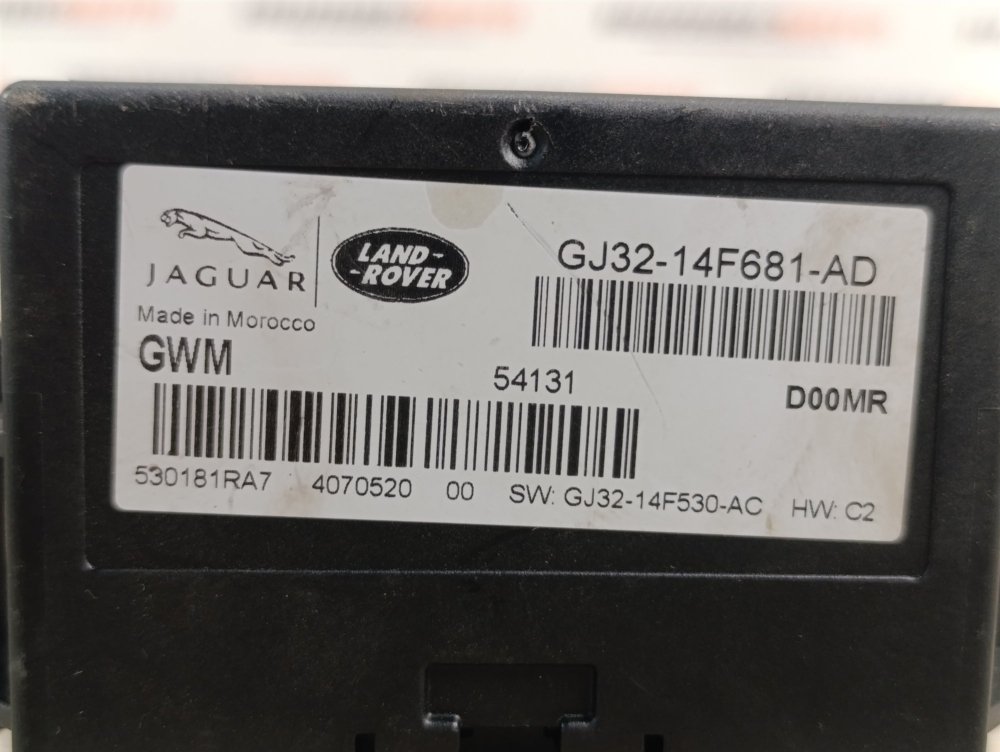 JAGUAR
LAND-
-ROVER
GJ32-14F681-AD
Made in Morocco
GWM
54131
D00MR
530181RA7 4070520 00 SW: GJ32-14F530-AC HW: C2